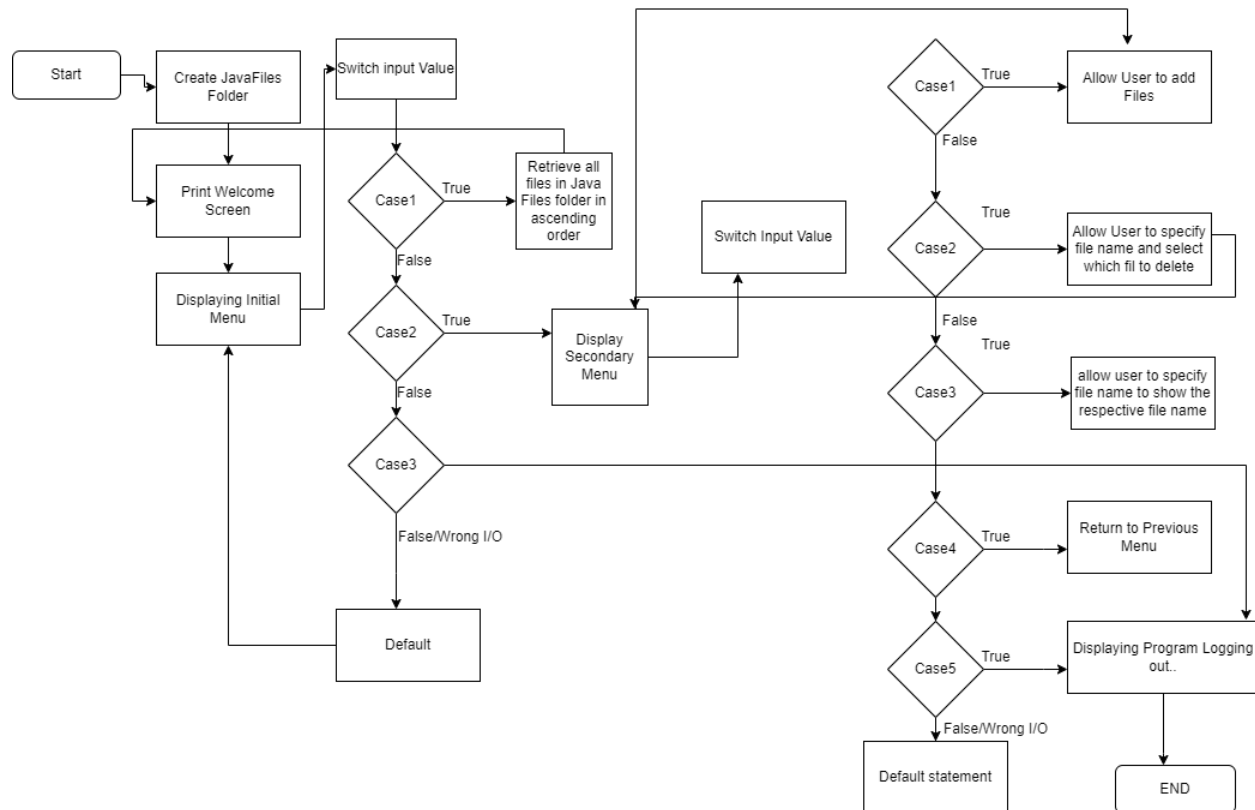 Start
Create JavaFiles
Folder
Print Welcome
Screen
Displaying Initial
Menu
Switch input Value
Case1
True
Retrieve all
files in Java
Files folder in
ascending
order
False
Case2
True
Display
Secondary
Menu
False
Case3
False/Wrong I/O
Default
Switch Input Value
Case1
True
Allow User to add
Files
False
Case2
True
Allow User to specify
file name and select
which fil to delete
False
Case3
True
allow user to specify
file name to show the
respective file name
Case4
True
Return to Previous
Menu
Case5
True
Displaying Program Logging
out..
False/Wrong I/O
Default statement
END